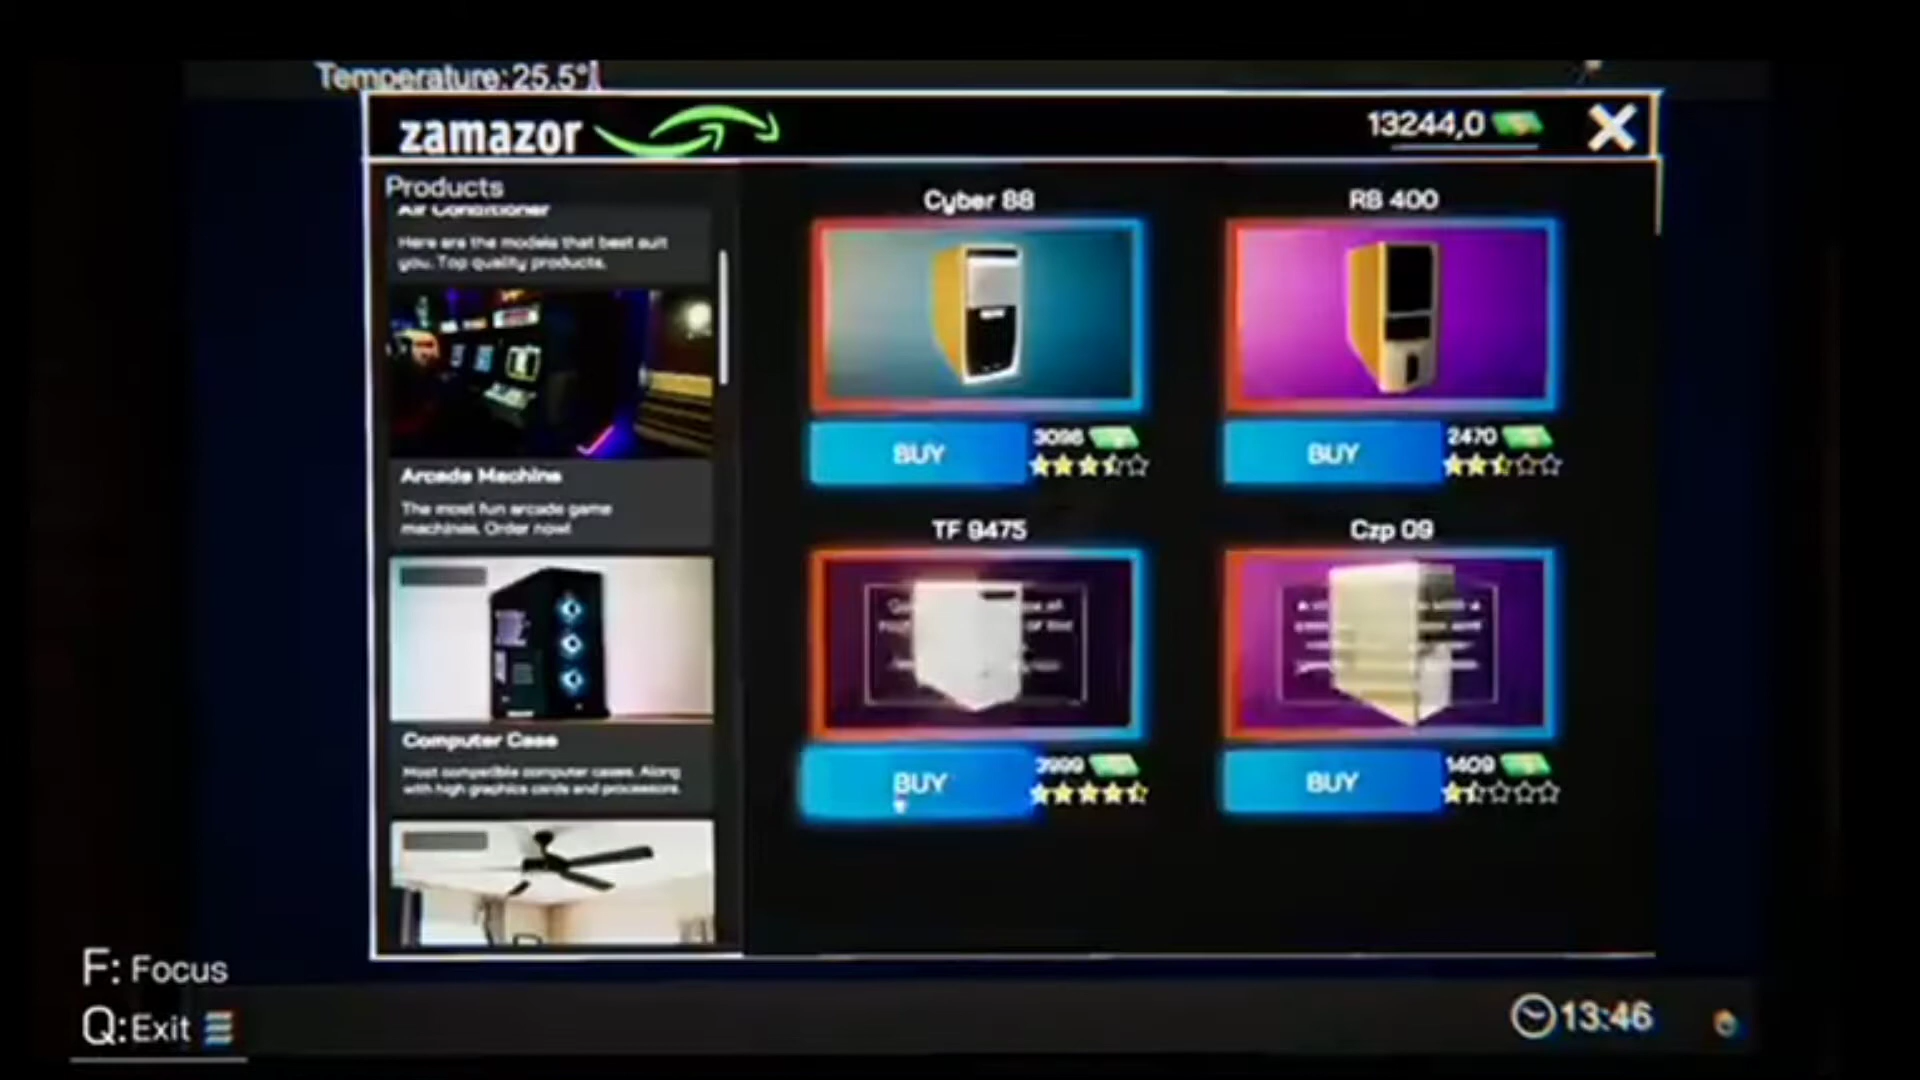 Temperature: 25.5°
zamazor
13244,0
Products
Air Conditioner
Here are the models that best suit
you. Top quality products.
Arcade Machine
The most fun arcade game
machines. Order now!
Computer Case
Most compatible computer cases. Along
with high graphics cards and processors.
Cyber 88
BUY
3098
RB 400
BUY
2470
TF 9475
BUY
3999
Czp 09
BUY
1409
F: Focus
Q: Exit
13:46